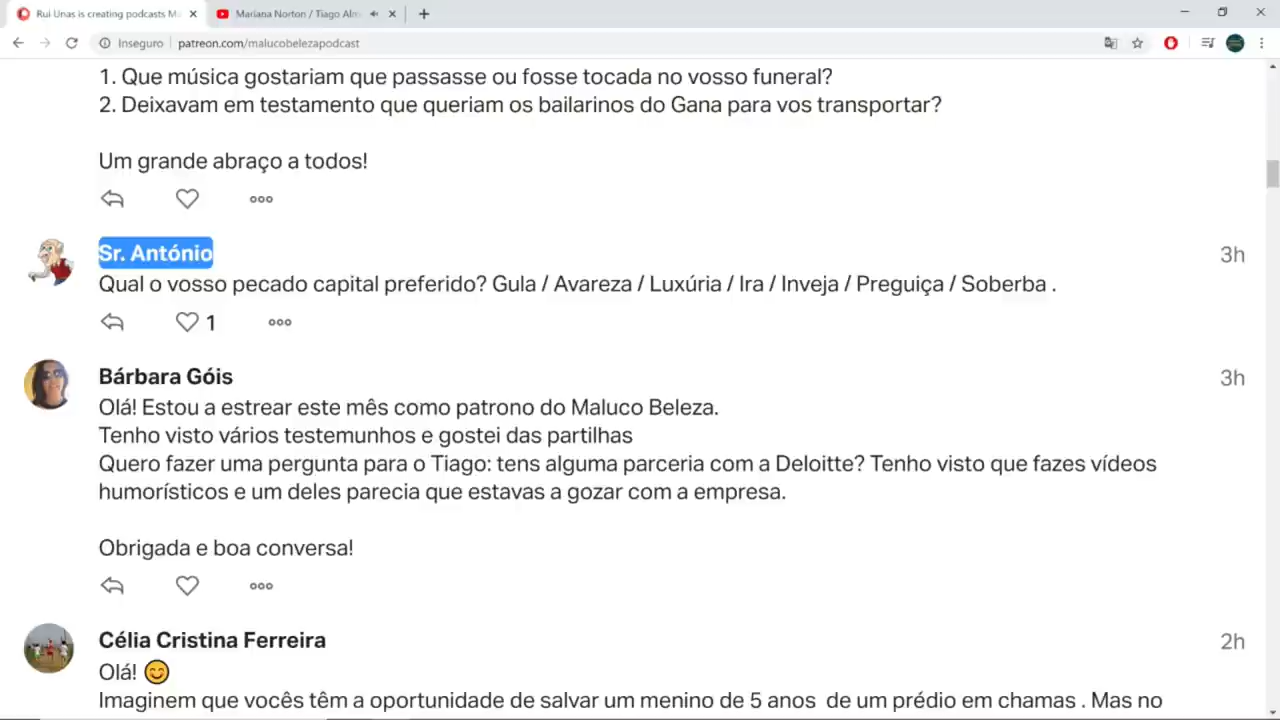 Rui Unas is creating podcasts Ma
Mariana Norton / Tiago Alm
Inseguro
patreon.com/malucobelezapodcast
1. Que música gostariam que passasse ou fosse tocada no vosso funeral?
2. Deixavam em testamento que queriam os bailarinos do Gana para vos transportar?
Um grande abraço a todos!
Sr. António
3h
Qual o vosso pecado capital preferido? Gula / Avareza / Luxúria / Ira / Inveja / Preguiça / Soberba .
1
Bárbara Góis
3h
Olá! Estou a estrear este mês como patrono do Maluco Beleza.
Tenho visto vários testemunhos e gostei das partilhas
Quero fazer uma pergunta para o Tiago: tens alguma parceria com a Deloitte? Tenho visto que fazes vídeos
humorísticos e um deles parecia que estavas a gozar com a empresa.
Obrigada e boa conversa!
Célia Cristina Ferreira
2h
Olá! 😊
Imaginem que vocês têm a oportunidade de salvar um menino de 5 anos  de um prédio em chamas . Mas no